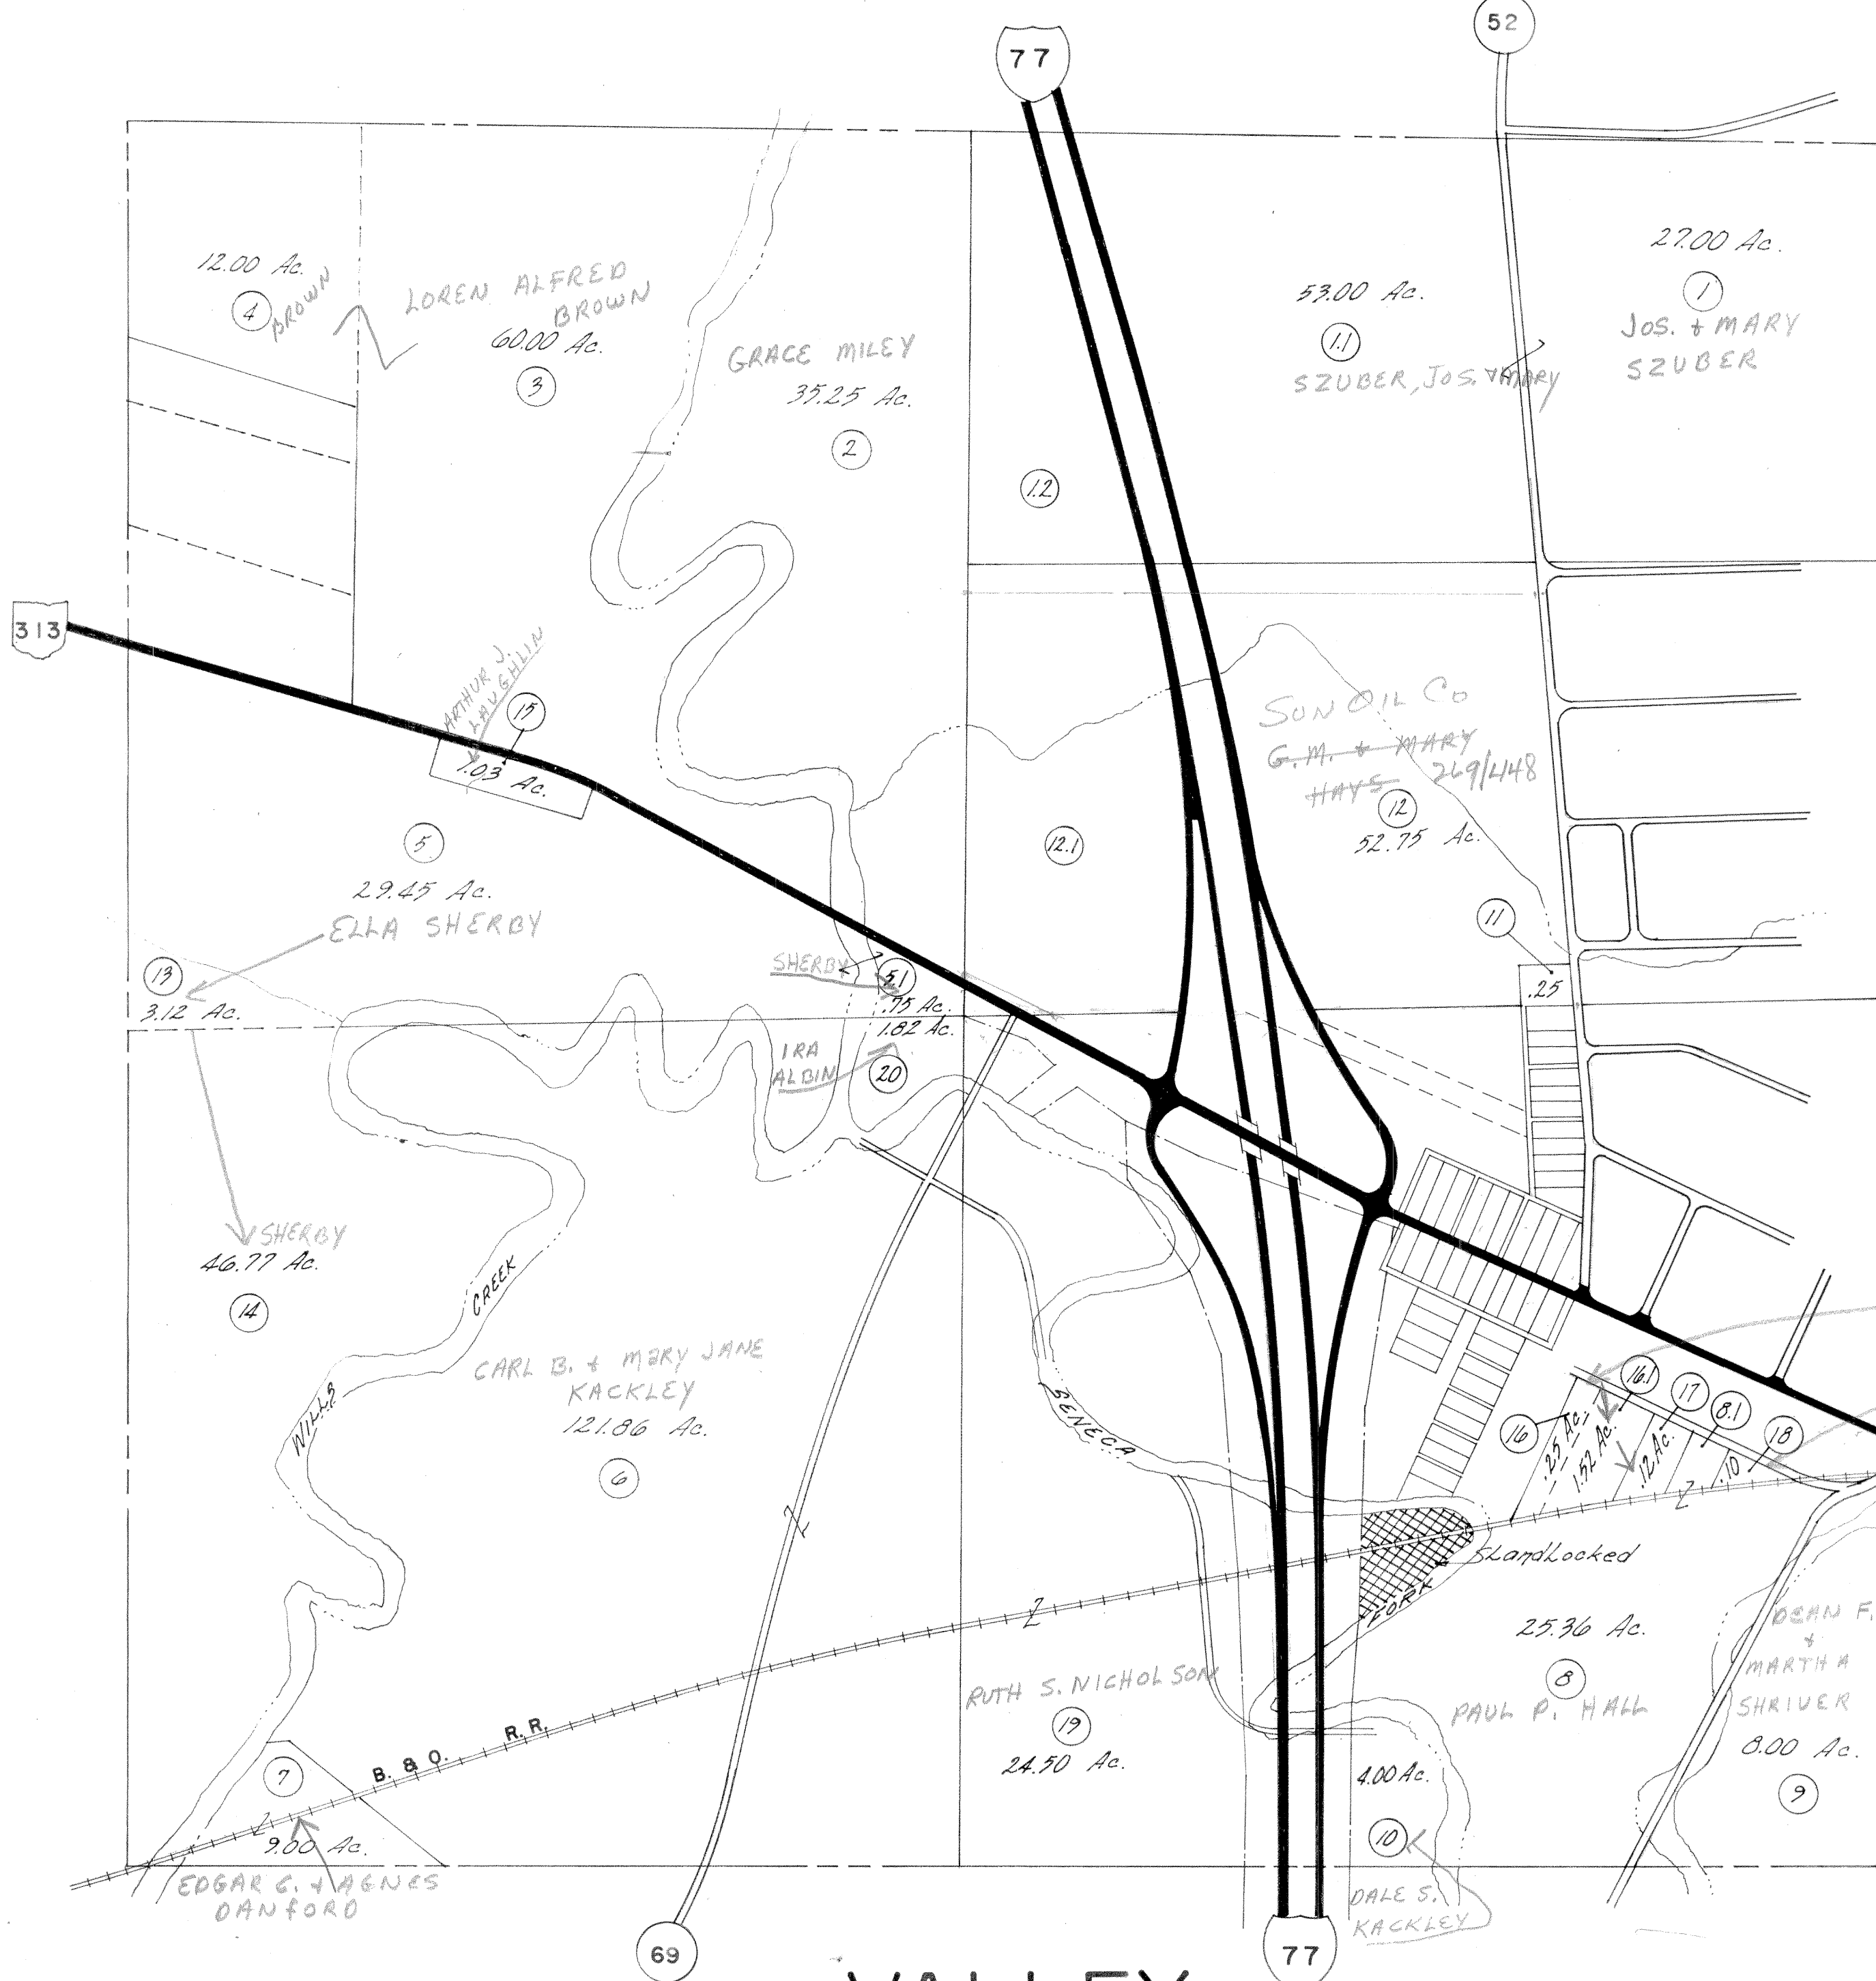 77
52
12.00 Ac.
4
BROWN
LOREN ALFRED
BROWN
60.00 Ac.
3
GRACE MILEY
35.25 Ac.
2
53.00 Ac.
1.1
SZUBER, JOS. & MARY
27.00 Ac.
1
JOS. & MARY
SZUBER
1.2
313
ARTHUR J.
LAUGHLIN
15
1.03 Ac.
SUN OIL CO
G.M. & MARY
HAYS 269/448
12
52.75 Ac.
12.1
5
29.45 Ac.
ELLA SHERBY
11
.25
13
3.12 Ac.
SHERBY
5.1
.75 Ac.
1.82 Ac.
IRA
ALBIN
20
SHERBY
46.77 Ac.
14
WILLS
CREEK
CARL B. & MARY JANE
KACKLEY
121.86 Ac.
6
SENECA
FORK
16
16.1
17
8.1
18
.25 Ac.
1.52 Ac.
.12 Ac.
.10
LandLocked
25.36 Ac.
8
PAUL P. HALL
DEAN F.
&
MARTHA
SHRIVER
8.00 Ac.
9
RUTH S. NICHOLSON
19
24.50 Ac.
4.00 Ac.
10
DALE S.
KACKLEY
B. & O. R.R.
7
9.00 Ac.
EDGAR C. & AGNES
DANFORD
69
77
VALLEY